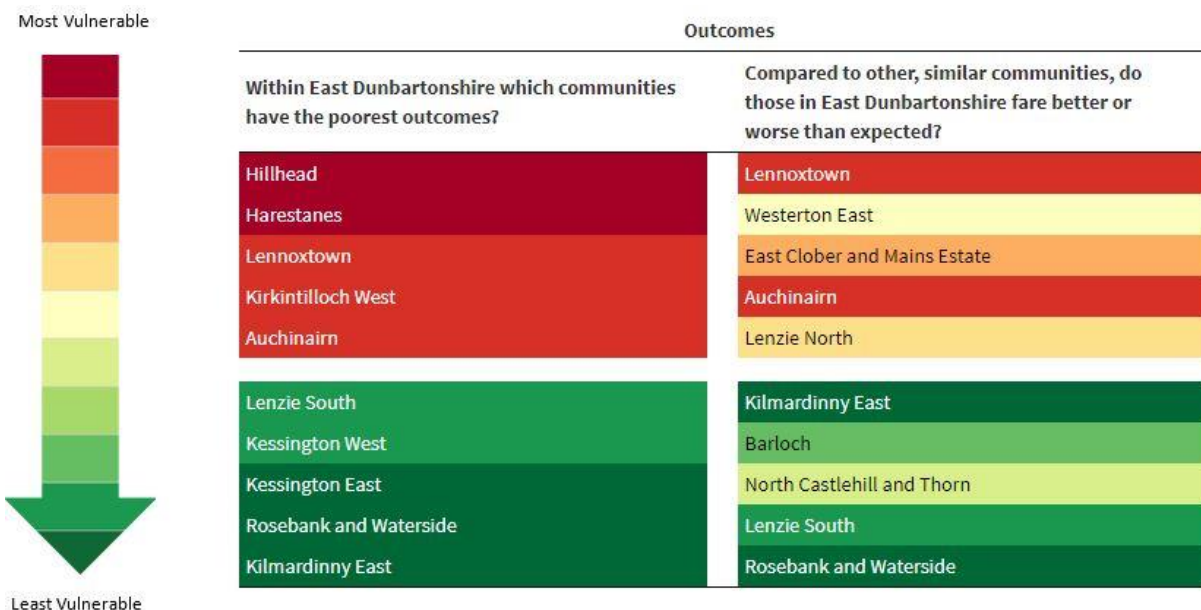 Most Vulnerable
Outcomes
Within East Dunbartonshire which communities
have the poorest outcomes?
Compared to other, similar communities, do
those in East Dunbartonshire fare better or
worse than expected?
Hillhead
Lennoxtown
Harestanes
Westerton East
Lennoxtown
East Clober and Mains Estate
Kirkintilloch West
Auchinairn
Auchinairn
Lenzie North
Lenzie South
Kilmardinny East
Kessington West
Barloch
Kessington East
North Castlehill and Thorn
Rosebank and Waterside
Lenzie South
Kilmardinny East
Rosebank and Waterside
Least Vulnerable